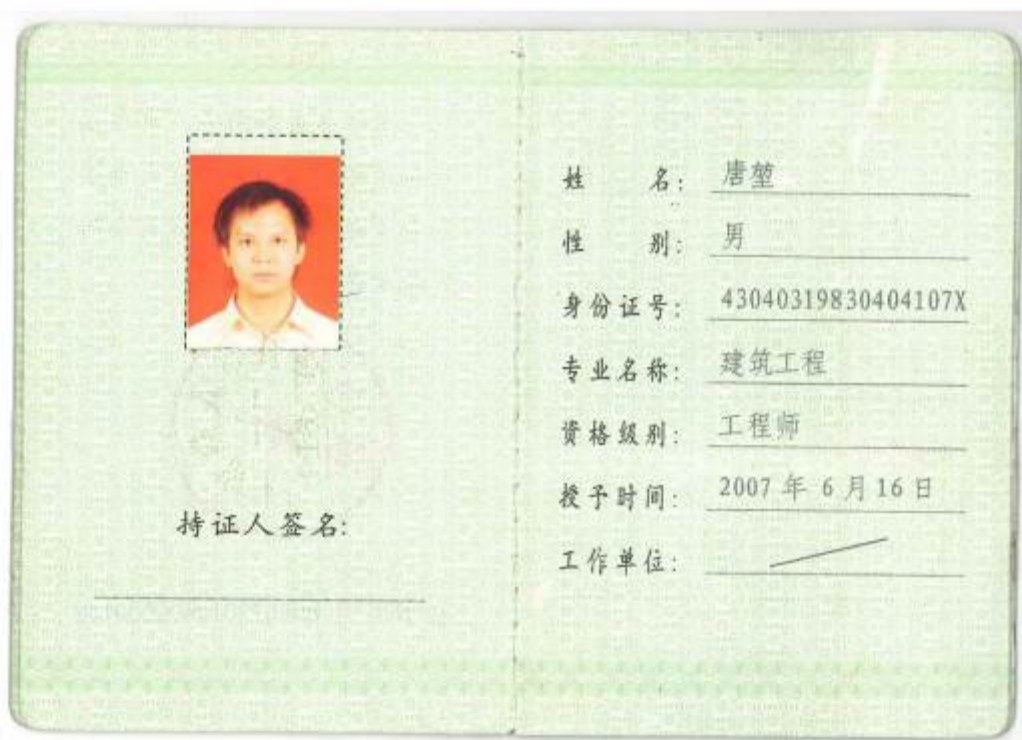 持证人签名:
姓 名: 唐堃
性 别: 男
身份证号: 43040319830404107X
专业名称: 建筑工程
资格级别: 工程师
授予时间: 2007 年 6 月 16 日
工作单位: